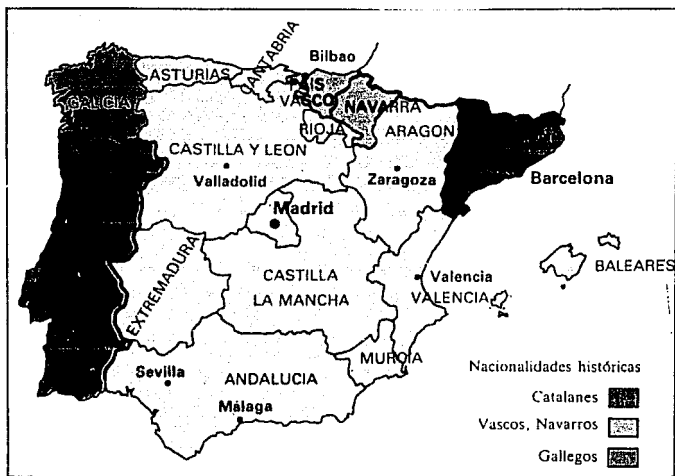 Bilbao
CANTABRIA
ASTURIAS
GALICIA
PAIS
VASCO
NAVARRA
RIOJA
ARAGON
CASTILLA Y LEON
Valladolid
Zaragoza
Barcelona
Madrid
EXTREMADURA
CASTILLA
LA MANCHA
Valencia
VALENCIA
BALEARES
MURCIA
Sevilla
ANDALUCIA
Málaga
Nacionalidades históricas
Catalanes
Vascos, Navarros
Gallegos